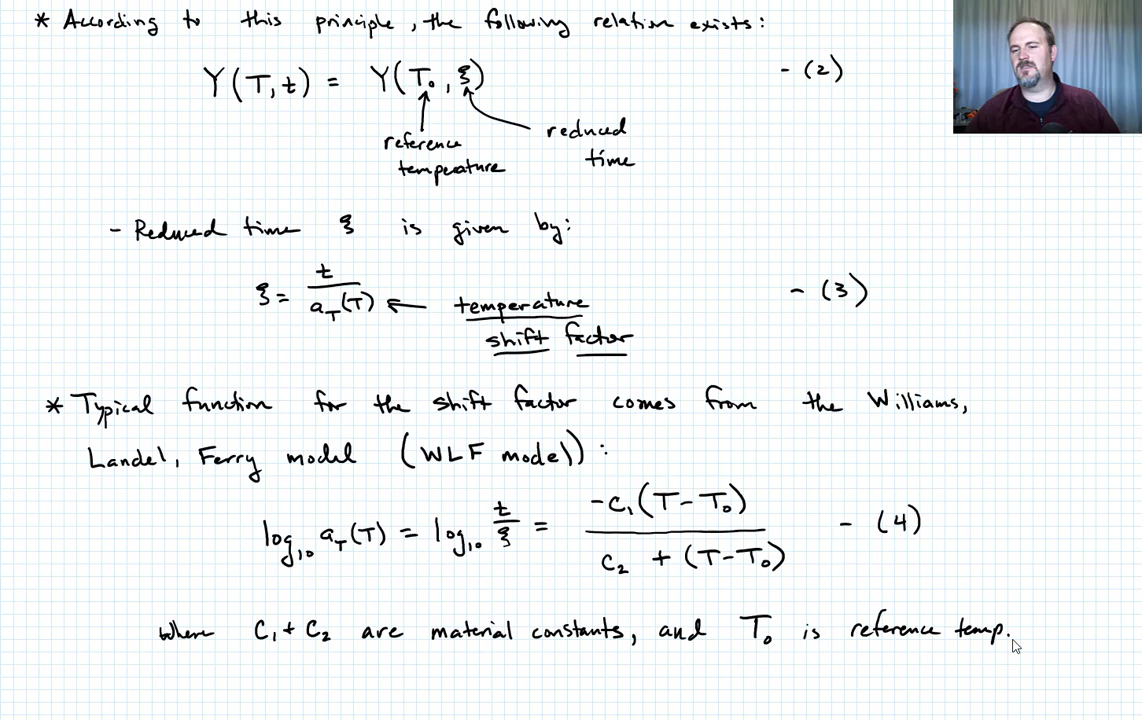 * According to this principle, the following relation exists:
Y(T,t) = Y(T₀,ξ) - (2)
reference temperature
reduced time
- Reduced time ξ is given by:
ξ = t / a_T(T) ← temperature shift factor - (3)
* Typical function for the shift factor comes from the Williams,
Landel, Ferry model (WLF model):
log₁₀ a_T(T) = log₁₀ t/ξ = -C₁(T-T₀) / C₂ + (T-T₀) - (4)
where C₁ + C₂ are material constants, and T₀ is reference temp.